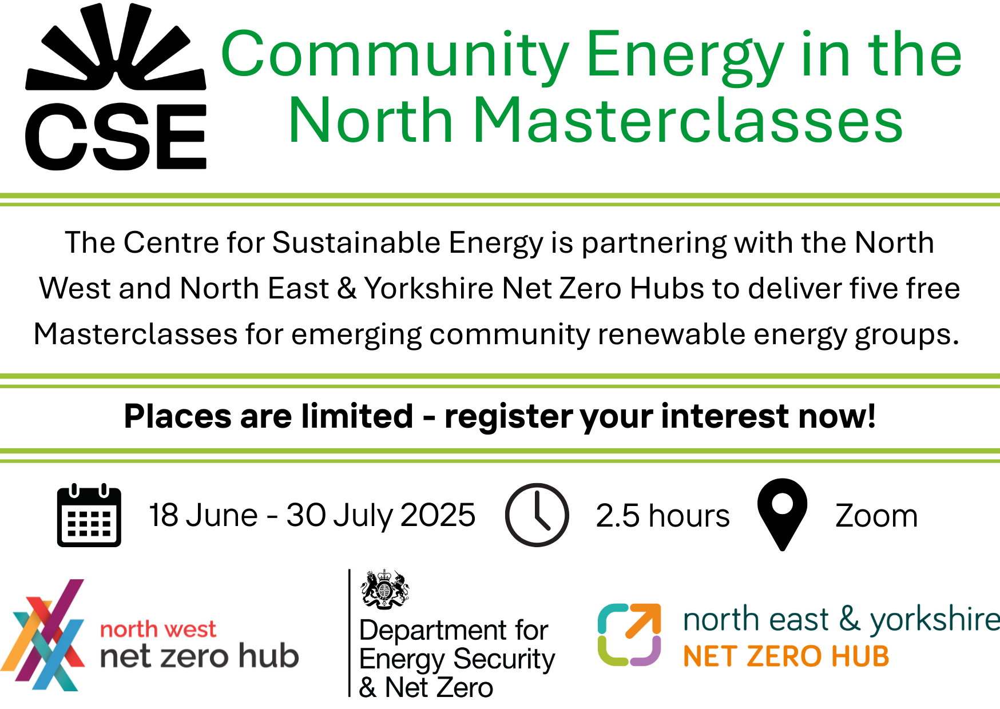 CSE
Community Energy in the
North Masterclasses
The Centre for Sustainable Energy is partnering with the North
West and North East & Yorkshire Net Zero Hubs to deliver five free
Masterclasses for emerging community renewable energy groups.
Places are limited - register your interest now!
18 June - 30 July 2025
2.5 hours
Zoom
north west
net zero hub
Department for
Energy Security
& Net Zero
north east & yorkshire
NET ZERO HUB